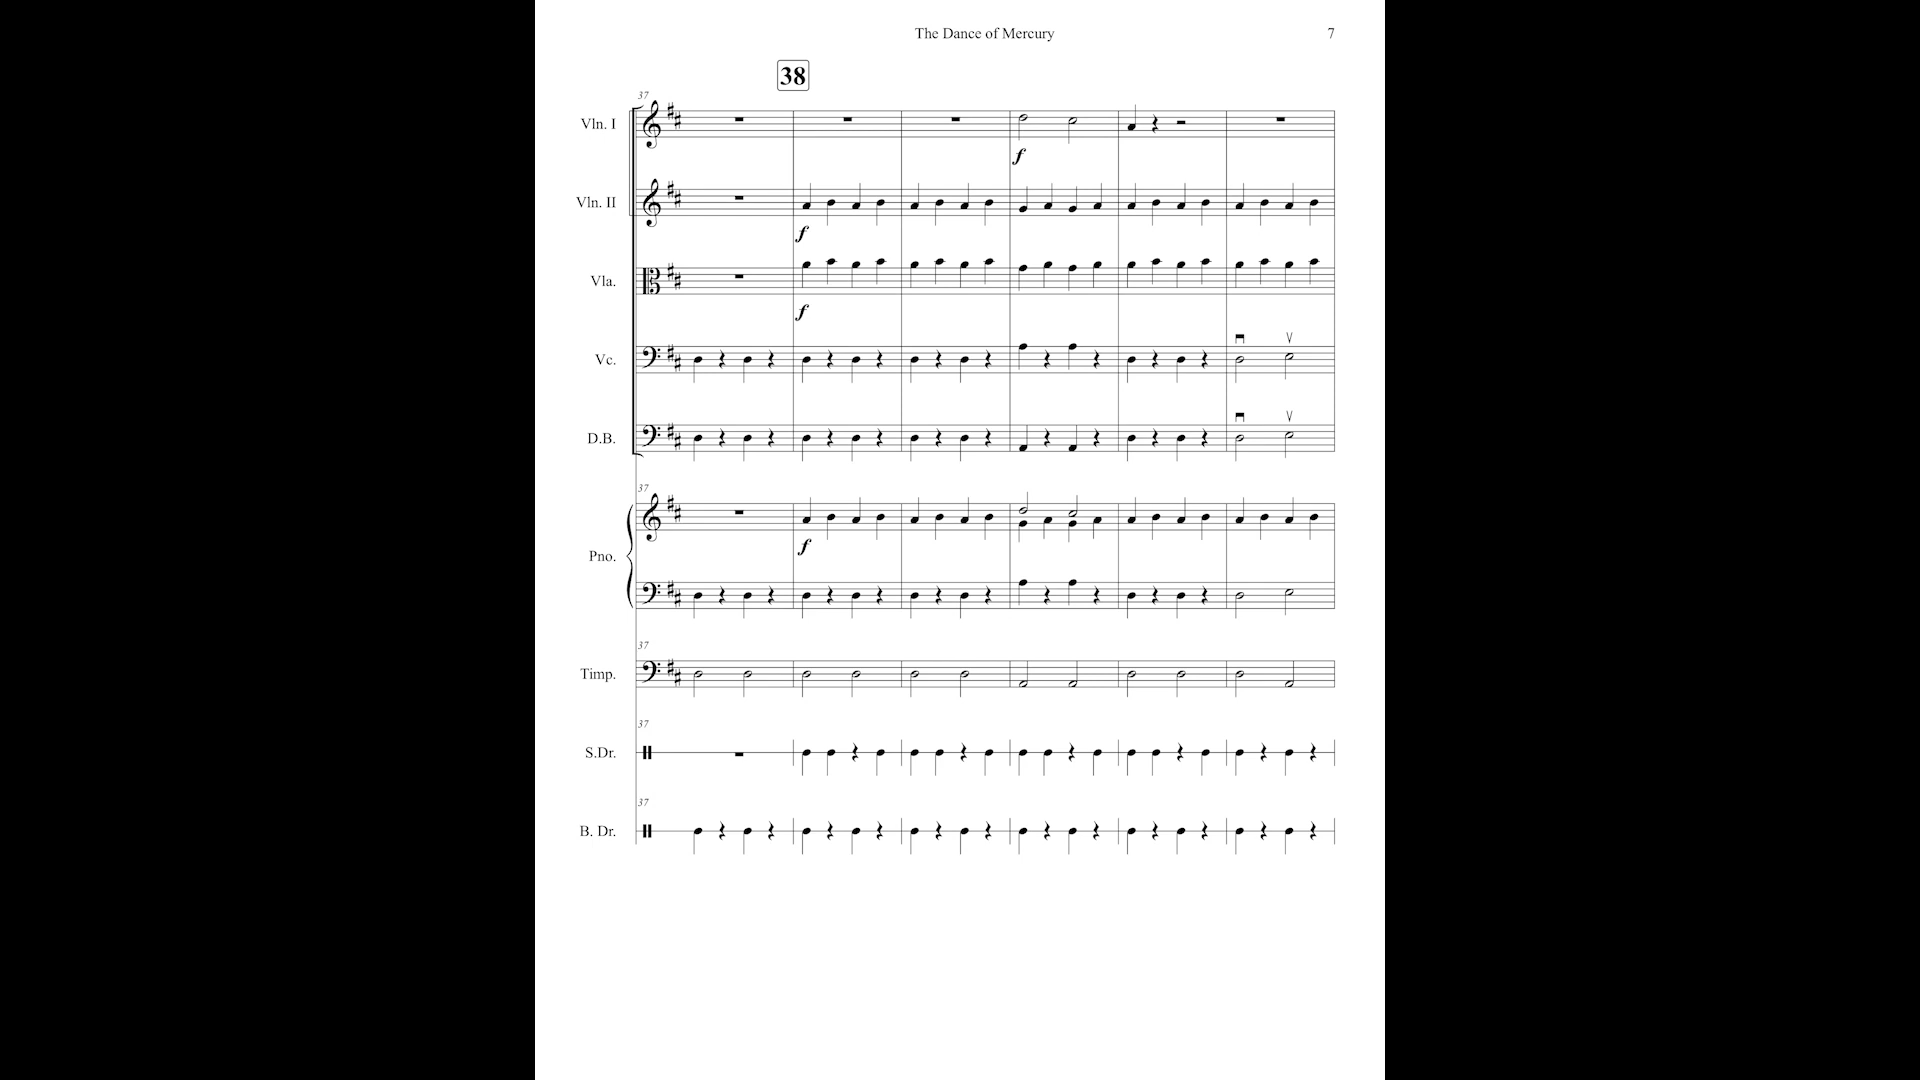 The Dance of Mercury 7
38
37
Vln. I
f
Vln. II
f
Vla.
f
Vc.
D.B.
37
Pno.
f
37
Timp.
37
S.Dr.
37
B. Dr.